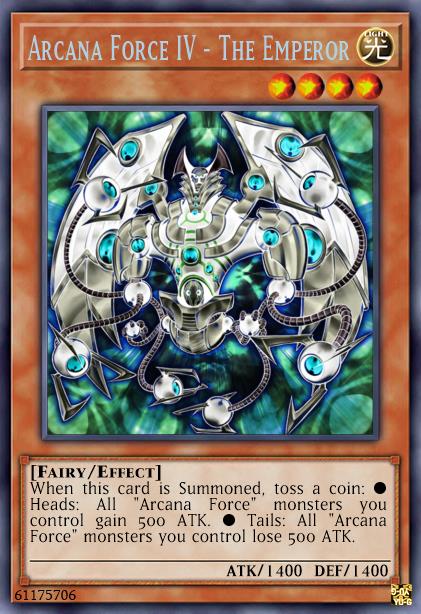 ARCANA FORCE IV - THE EMPEROR
LIGHT
光
[FAIRY/EFFECT]
When this card is Summoned, toss a coin: ●
Heads: All "Arcana Force" monsters you
control gain 500 ATK. ● Tails: All "Arcana
Force" monsters you control lose 500 ATK.
ATK/1400 DEF/1400
61175706